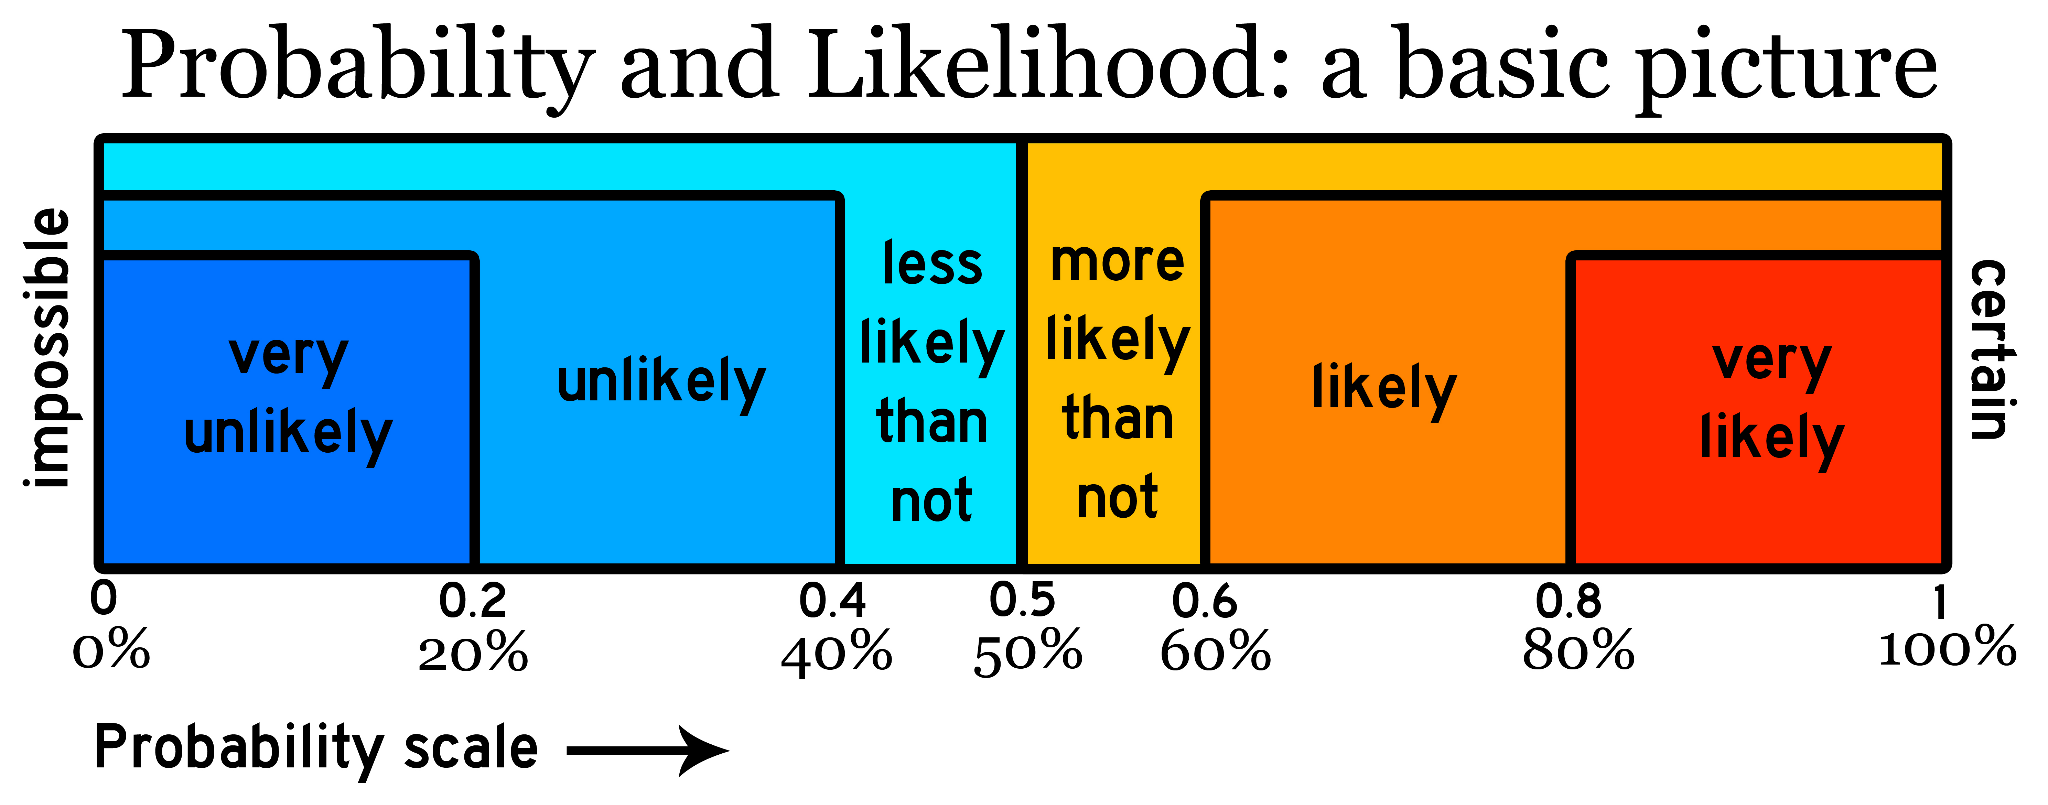 Probability and Likelihood: a basic picture
impossible
very
unlikely
unlikely
less
likely
than
not
more
likely
than
not
likely
very
likely
certain
0 0.2 0.4 0.5 0.6 0.8 1
0% 20% 40% 50% 60% 80% 100%
Probability scale